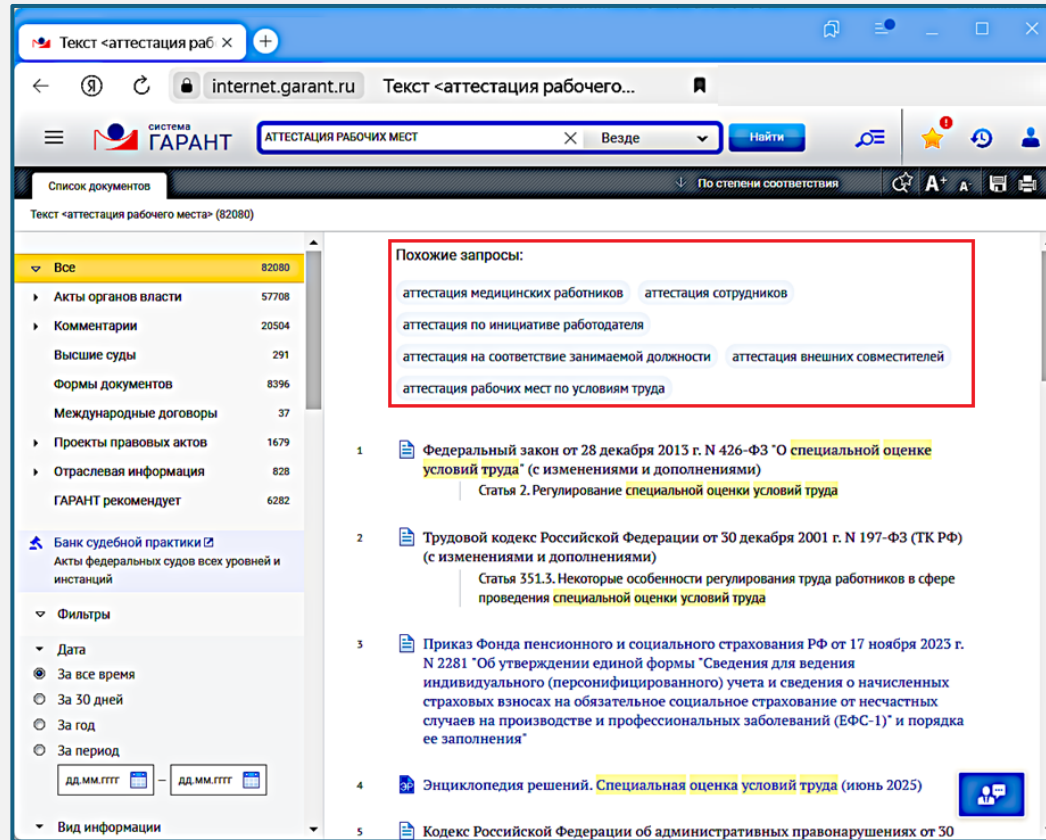 Текст <аттестация раб
internet.garant.ru Текст <аттестация рабочего...
СИСТЕМА
ГАРАНТ
АТТЕСТАЦИЯ РАБОЧИХ МЕСТ
Везде
Найти
Список документов
По степени соответствия
Текст <аттестация рабочего места> (82080)
Все 82080
Акты органов власти 57708
Комментарии 20504
Высшие суды 291
Формы документов 8396
Международные договоры 37
Проекты правовых актов 1679
Отраслевая информация 828
ГАРАНТ рекомендует 6282
Банк судебной практики
Акты федеральных судов всех уровней и
инстанций
Фильтры
Дата
За все время
За 30 дней
За год
За период
дд.мм.гггг – дд.мм.гггг
Вид информации
Похожие запросы:
аттестация медицинских работников аттестация сотрудников
аттестация по инициативе работодателя
аттестация на соответствие занимаемой должности аттестация внешних совместителей
аттестация рабочих мест по условиям труда
1 Федеральный закон от 28 декабря 2013 г. N 426-ФЗ "О специальной оценке
условий труда" (с изменениями и дополнениями)
Статья 2. Регулирование специальной оценки условий труда
2 Трудовой кодекс Российской Федерации от 30 декабря 2001 г. N 197-ФЗ (ТК РФ)
(с изменениями и дополнениями)
Статья 351.3. Некоторые особенности регулирования труда работников в сфере
проведения специальной оценки условий труда
3 Приказ Фонда пенсионного и социального страхования РФ от 17 ноября 2023 г.
N 2281 "Об утверждении единой формы "Сведения для ведения
индивидуального (персонифицированного) учета и сведения о начисленных
страховых взносах на обязательное социальное страхование от несчастных
случаев на производстве и профессиональных заболеваний (ЕФС-1)" и порядка
ее заполнения"
4 ЭР Энциклопедия решений. Специальная оценка условий труда (июнь 2025)
5 Кодекс Российской Федерации об административных правонарушениях от 30